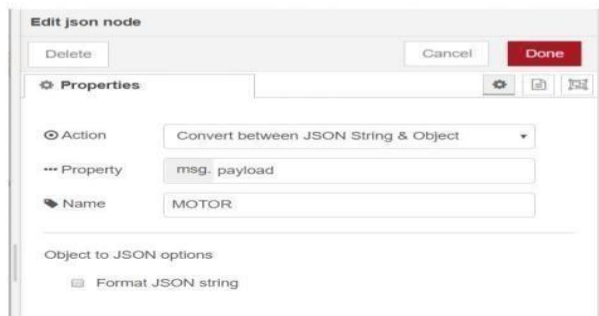 Edit json node
Delete
Cancel
Done
Properties
Action
Convert between JSON String & Object
Property
msg. payload
Name
MOTOR
Object to JSON options
Format JSON string